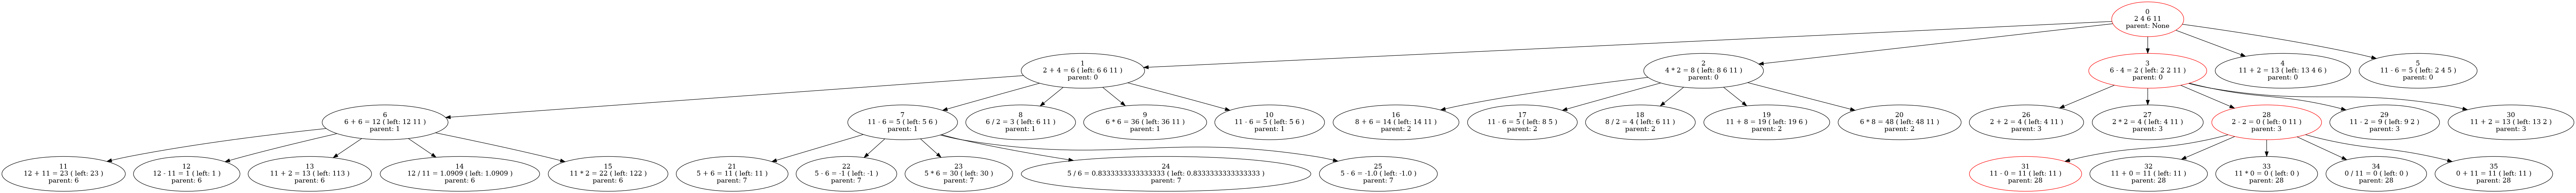 0
2 4 6 11
parent: None
1
2 + 4 = 6 ( left: 6 6 11 )
parent: 0
2
4 * 2 = 8 ( left: 8 6 11 )
parent: 0
3
6 - 4 = 2 ( left: 2 2 11 )
parent: 0
4
11 + 2 = 13 ( left: 13 4 6 )
parent: 0
5
11 - 6 = 5 ( left: 2 4 5 )
parent: 0
6
6 + 6 = 12 ( left: 12 11 )
parent: 1
7
11 - 6 = 5 ( left: 5 6 )
parent: 1
8
6 / 2 = 3 ( left: 6 11 )
parent: 1
9
6 * 6 = 36 ( left: 36 11 )
parent: 1
10
11 - 6 = 5 ( left: 5 6 )
parent: 1
16
8 + 6 = 14 ( left: 14 11 )
parent: 2
17
11 - 6 = 5 ( left: 8 5 )
parent: 2
18
8 / 2 = 4 ( left: 6 11 )
parent: 2
19
11 + 8 = 19 ( left: 19 6 )
parent: 2
20
6 * 8 = 48 ( left: 48 11 )
parent: 2
26
2 + 2 = 4 ( left: 4 11 )
parent: 3
27
2 * 2 = 4 ( left: 4 11 )
parent: 3
28
2 - 2 = 0 ( left: 0 11 )
parent: 3
29
11 - 2 = 9 ( left: 9 2 )
parent: 3
30
11 + 2 = 13 ( left: 13 2 )
parent: 3
11
12 + 11 = 23 ( left: 23 )
parent: 6
12
12 - 11 = 1 ( left: 1 )
parent: 6
13
11 + 2 = 13 ( left: 113 )
parent: 6
14
12 / 11 = 1.0909 ( left: 1.0909 )
parent: 6
15
11 * 2 = 22 ( left: 122 )
parent: 6
21
5 + 6 = 11 ( left: 11 )
parent: 7
22
5 - 6 = -1 ( left: -1 )
parent: 7
23
5 * 6 = 30 ( left: 30 )
parent: 7
24
5 / 6 = 0.8333333333333333 ( left: 0.8333333333333333 )
parent: 7
25
5 - 6 = -1.0 ( left: -1.0 )
parent: 7
31
11 - 0 = 11 ( left: 11 )
parent: 28
32
11 + 0 = 11 ( left: 11 )
parent: 28
33
11 * 0 = 0 ( left: 0 )
parent: 28
34
0 / 11 = 0 ( left: 0 )
parent: 28
35
0 + 11 = 11 ( left: 11 )
parent: 28